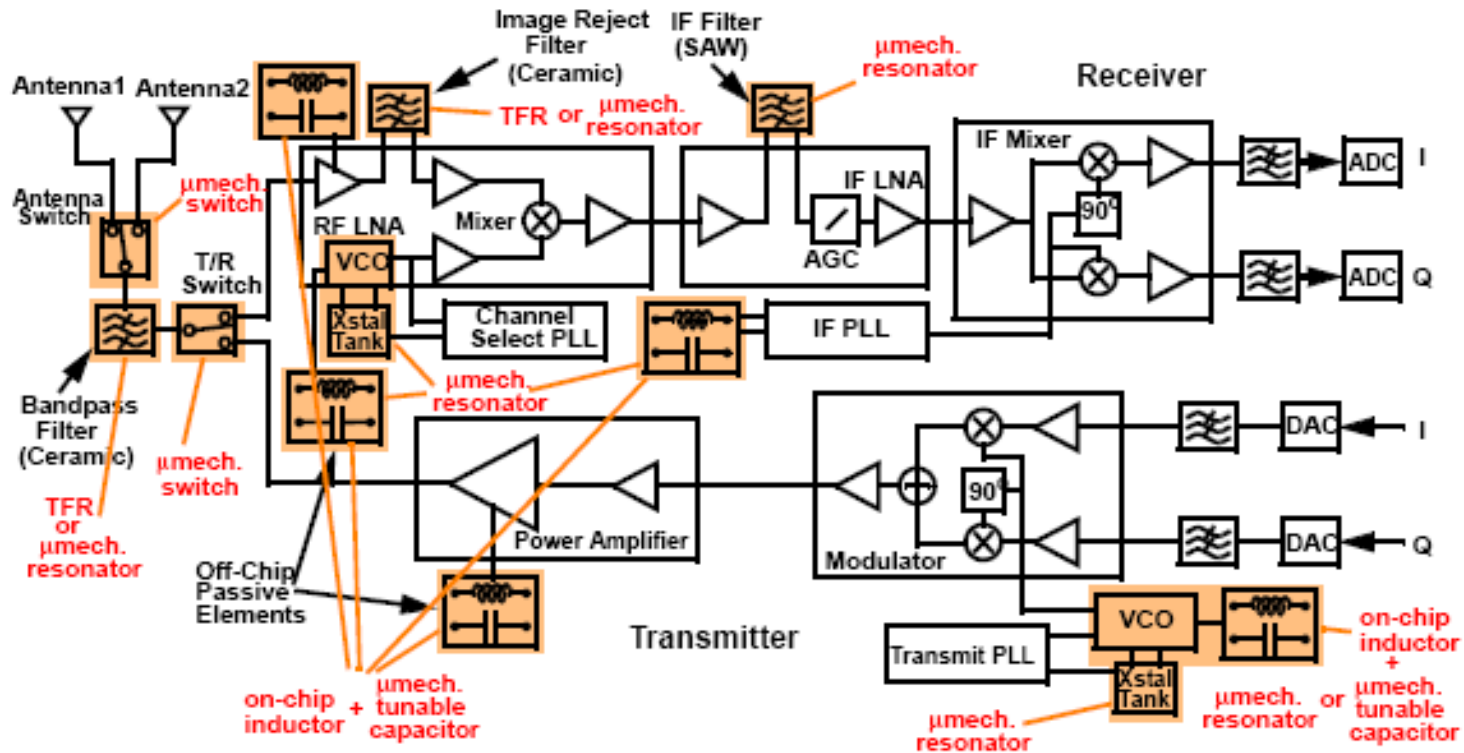 Image Reject
Filter
(Ceramic)
IF Filter
(SAW)
µmech.
resonator
Receiver
Antenna1
Antenna2
TFR or µmech.
resonator
IF Mixer
ADC
I
Antenna
Switch
µmech.
switch
IF LNA
90º
RF LNA
Mixer
VCO
AGC
ADC
Q
T/R
Switch
Xstal
Tank
Channel
Select PLL
IF PLL
µmech.
resonator
Bandpass
Filter
(Ceramic)
µmech.
switch
DAC
I
TFR
or
µmech.
resonator
90º
Power Amplifier
Modulator
DAC
Q
Off-Chip
Passive
Elements
Transmitter
VCO
Transmit PLL
Xstal
Tank
on-chip
inductor
+
µmech.
tunable
capacitor
on-chip
inductor
+
µmech.
resonator
or
µmech.
tunable
capacitor
µmech.
resonator